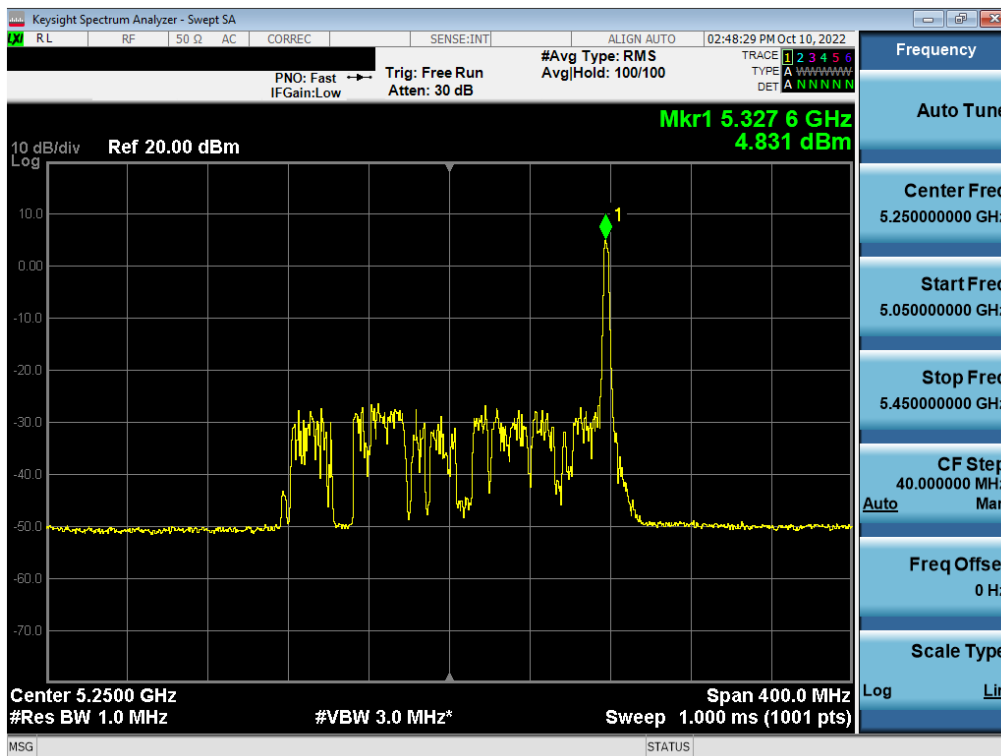 Keysight Spectrum Analyzer - Swept SA
LXI RL RF 50 Ω AC CORREC SENSE:INT ALIGN AUTO 02:48:29 PM Oct 10, 2022
PNO: Fast
IFGain:Low
Trig: Free Run
Atten: 30 dB
#Avg Type: RMS
Avg|Hold: 100/100
TRACE 1 2 3 4 5 6
TYPE A WWWWW
DET A N N N N N
Mkr1 5.327 6 GHz
4.831 dBm
10 dB/div Ref 20.00 dBm
Log
1
10.0
0.00
-10.0
-20.0
-30.0
-40.0
-50.0
-60.0
-70.0
Center 5.2500 GHz Span 400.0 MHz
#Res BW 1.0 MHz #VBW 3.0 MHz* Sweep 1.000 ms (1001 pts)
MSG STATUS
Frequency
Auto Tune
Center Freq
5.250000000 GHz
Start Freq
5.050000000 GHz
Stop Freq
5.450000000 GHz
CF Step
40.000000 MHz
Auto Man
Freq Offset
0 Hz
Scale Type
Log Lin